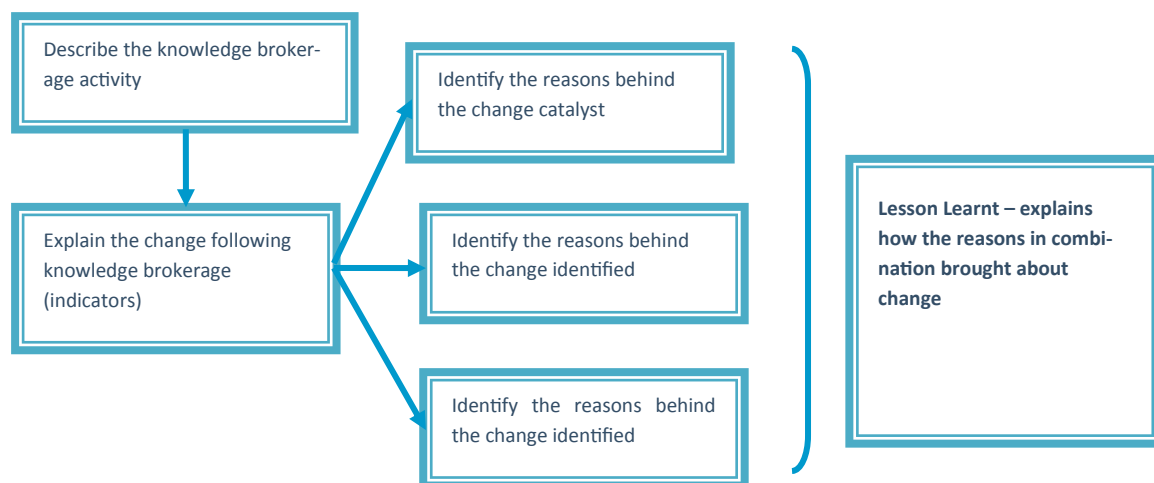 Describe the knowledge broker-
age activity
Explain the change following
knowledge brokerage
(indicators)
Identify the reasons behind
the change catalyst
Identify the reasons behind
the change identified
Identify the reasons behind
the change identified
Lesson Learnt – explains
how the reasons in combi-
nation brought about
change